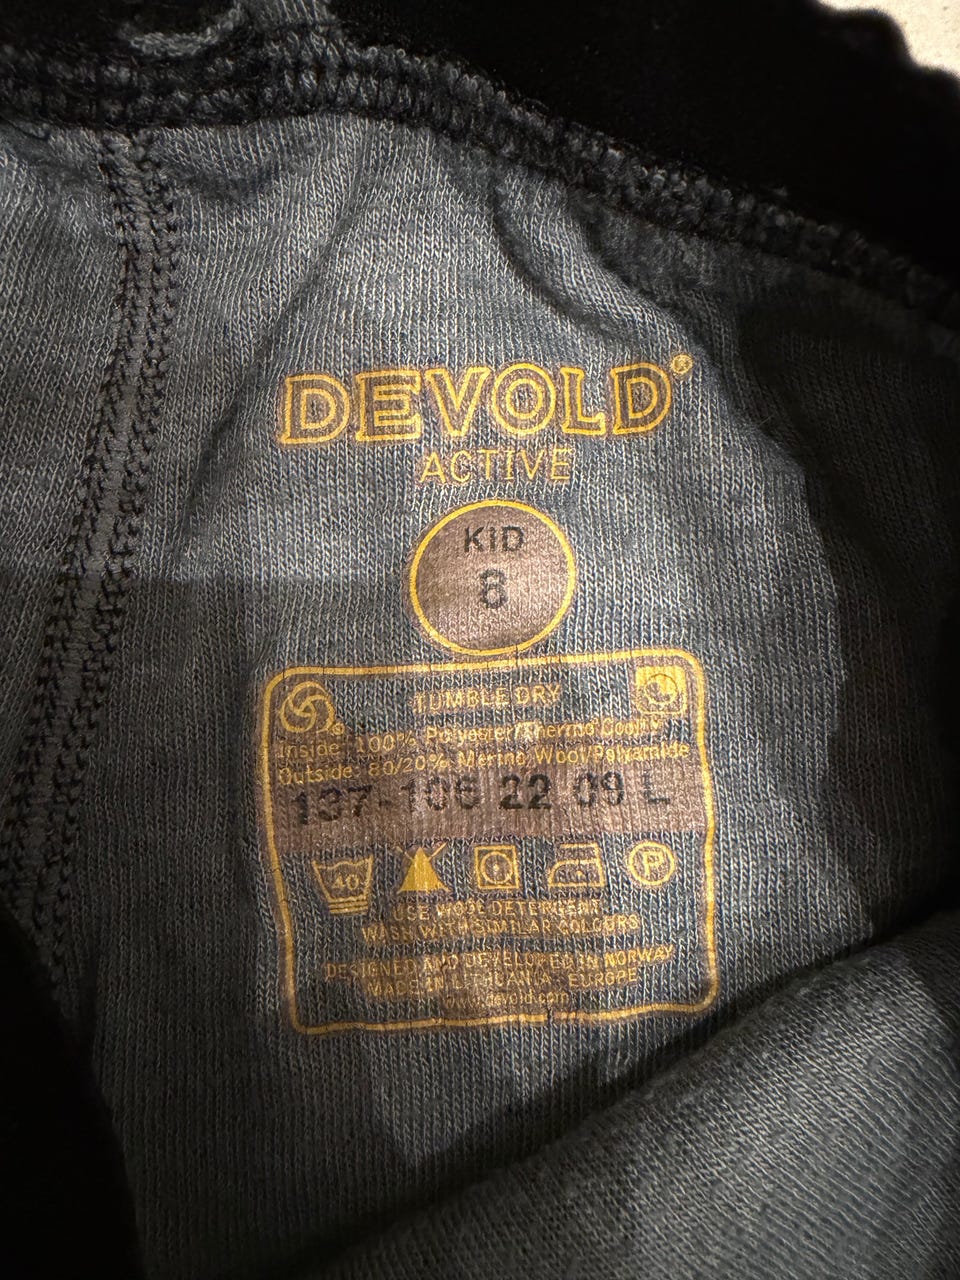 DEVOLD®
ACTIVE
KID
8
TUMBLE DRY
Inside: 100% Polyester/Thermo Cool™
Outside: 80/20% Merino Wool/Polyamide
137-106 22 09 L
40
P
USE WOOL DETERGENT
WASH WITH SIMILAR COLOURS
DESIGNED AND DEVELOPED IN NORWAY
MADE IN LITHUANIA - EUROPE
www.devold.com